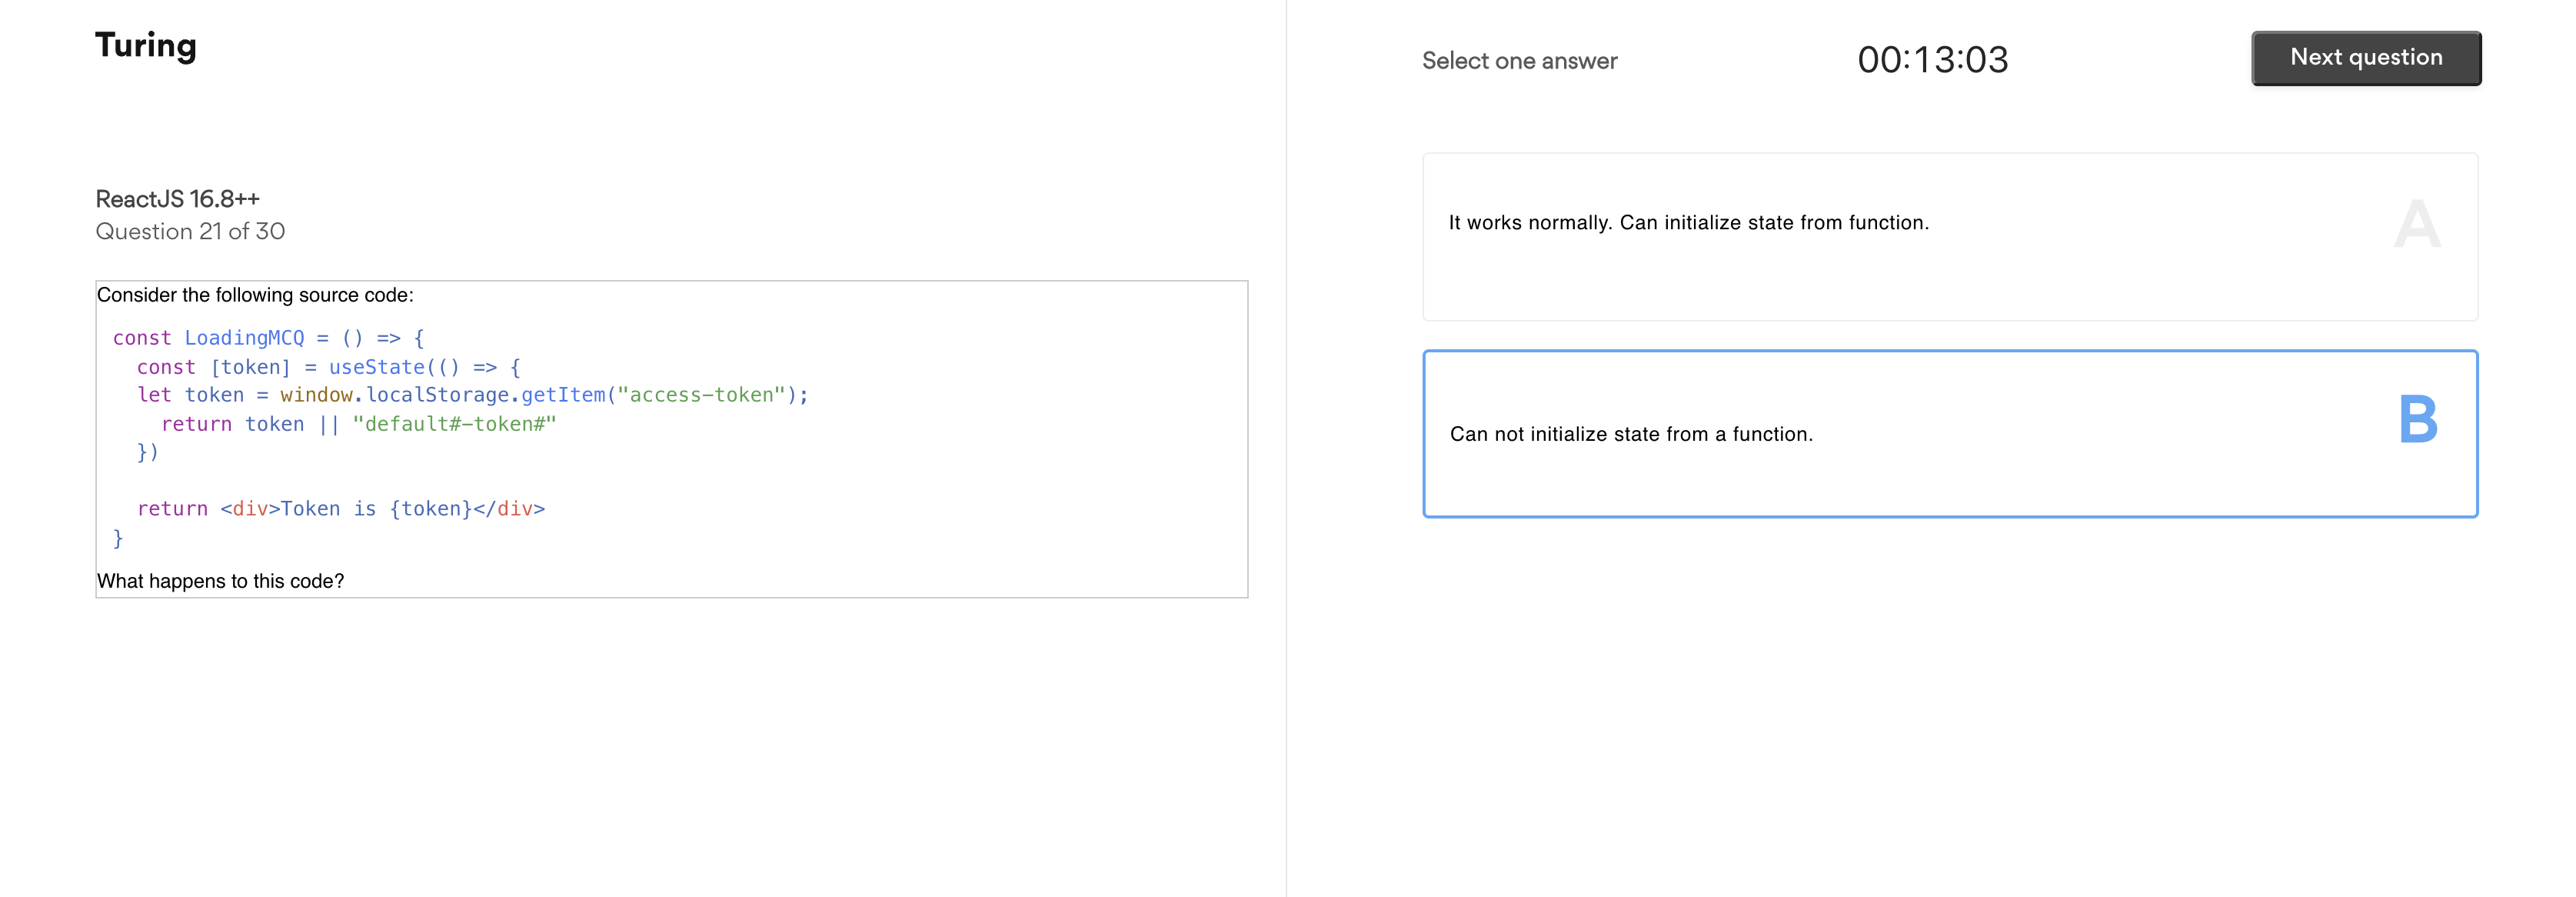 Turing
Select one answer
00:13:03
Next question
ReactJS 16.8++
Question 21 of 30
Consider the following source code:
const LoadingMCQ = () => {
  const [token] = useState(() => {
  let token = window.localStorage.getItem("access-token");
    return token || "default#-token#"
  })
  return <div>Token is {token}</div>
}
What happens to this code?
It works normally. Can initialize state from function.
A
Can not initialize state from a function.
B